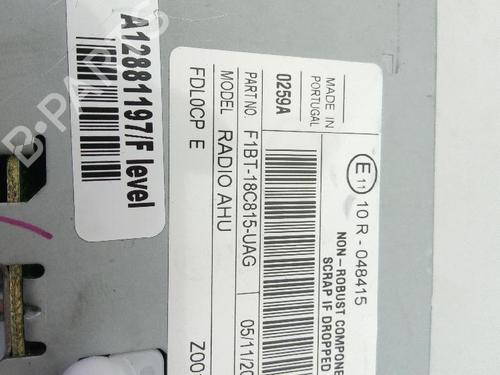 A12881197/F level
B-PARTS
MADE IN
PORTUGAL
0259A
PART NO. F1BT-18C815-UAG
MODEL RADIO AHU
FDL0CP E
05/11/20
E11 10 R - 048415
NON-ROBUST COMPONE
SCRAP IF DROPPED